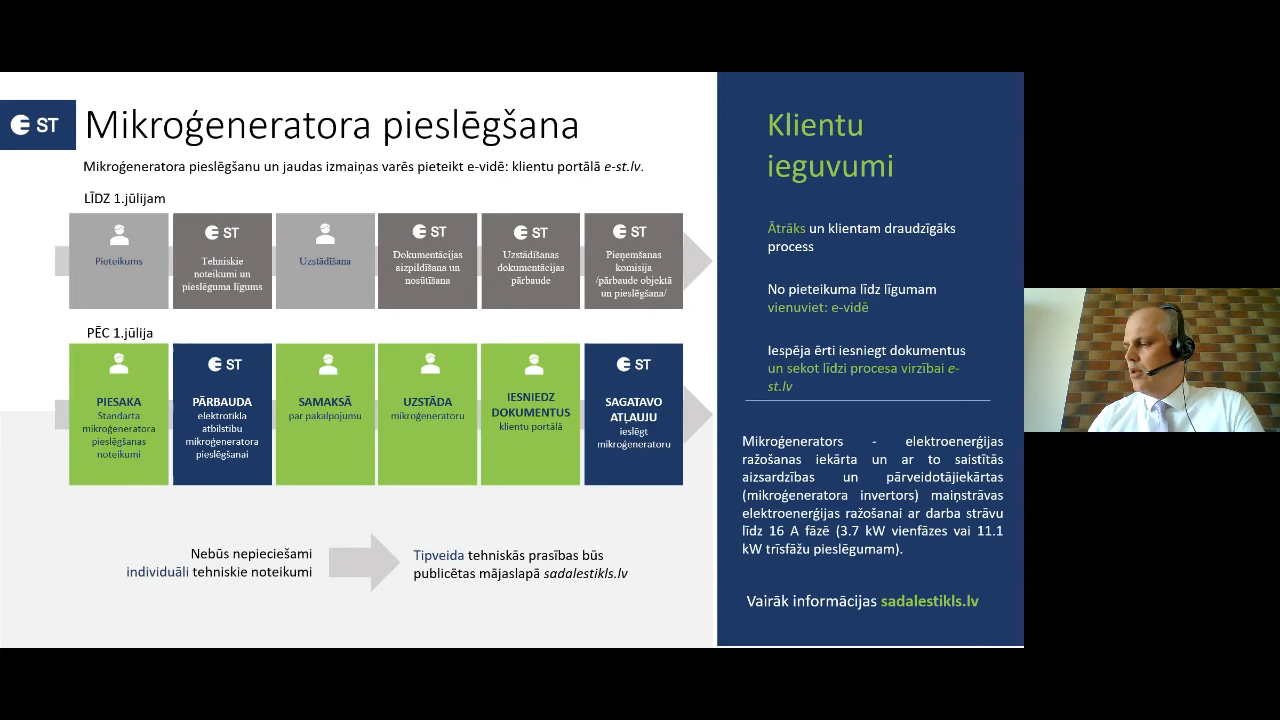 ST
Mikroģeneratora pieslēgšana
Mikroģeneratora pieslēgšanu un jaudas izmaiņas varēs pieteikt e-vidē: klientu portālā e-st.lv.
LĪDZ 1.jūlijam
Pieteikums
ST
Tehniskie
noteikumi un
pieslēguma līgums
Uzstādīšana
ST
Dokumentācijas
aizpildīšana un
nosūtīšana
ST
Uzstādīšanas
dokumentācijas
pārbaude
ST
Pieņemšanas
komisija
/pārbaude objektā
un pieslēgšana/
PĒC 1.jūlija
PIESAKA
Standarta
mikroģeneratora
pieslēgšanas
noteikumi
ST
PĀRBAUDA
elektrotīkla
atbilstību
mikroģeneratora
pieslēgšanai
SAMAKSĀ
par pakalpojumu
UZSTĀDA
mikroģeneratoru
IESNIEDZ
DOKUMENTUS
klientu portālā
ST
SAGATAVO
ATĻAUJU
ieslēgt
mikroģeneratoru
Nebūs nepieciešami
individuāli tehniskie noteikumi
Tipveida tehniskās prasības būs
publicētas mājaslapā sadalestikls.lv
Klientu
ieguvumi
Ātrāks un klientam draudzīgāks
process
No pieteikuma līdz līgumam
vienuviet: e-vidē
Iespēja ērti iesniegt dokumentus
un sekot līdzi procesa virzībai e-
st.lv
Mikroģenerators - elektroenerģijas
ražošanas iekārta un ar to saistītās
aizsardzības un pārveidotājiekārtas
(mikroģeneratora invertors) maiņstrāvas
elektroenerģijas ražošanai ar darba strāvu
līdz 16 A fāzē (3.7 kW vienfāzes vai 11.1
kW trīsfāžu pieslēgumam).
Vairāk informācijas sadalestikls.lv